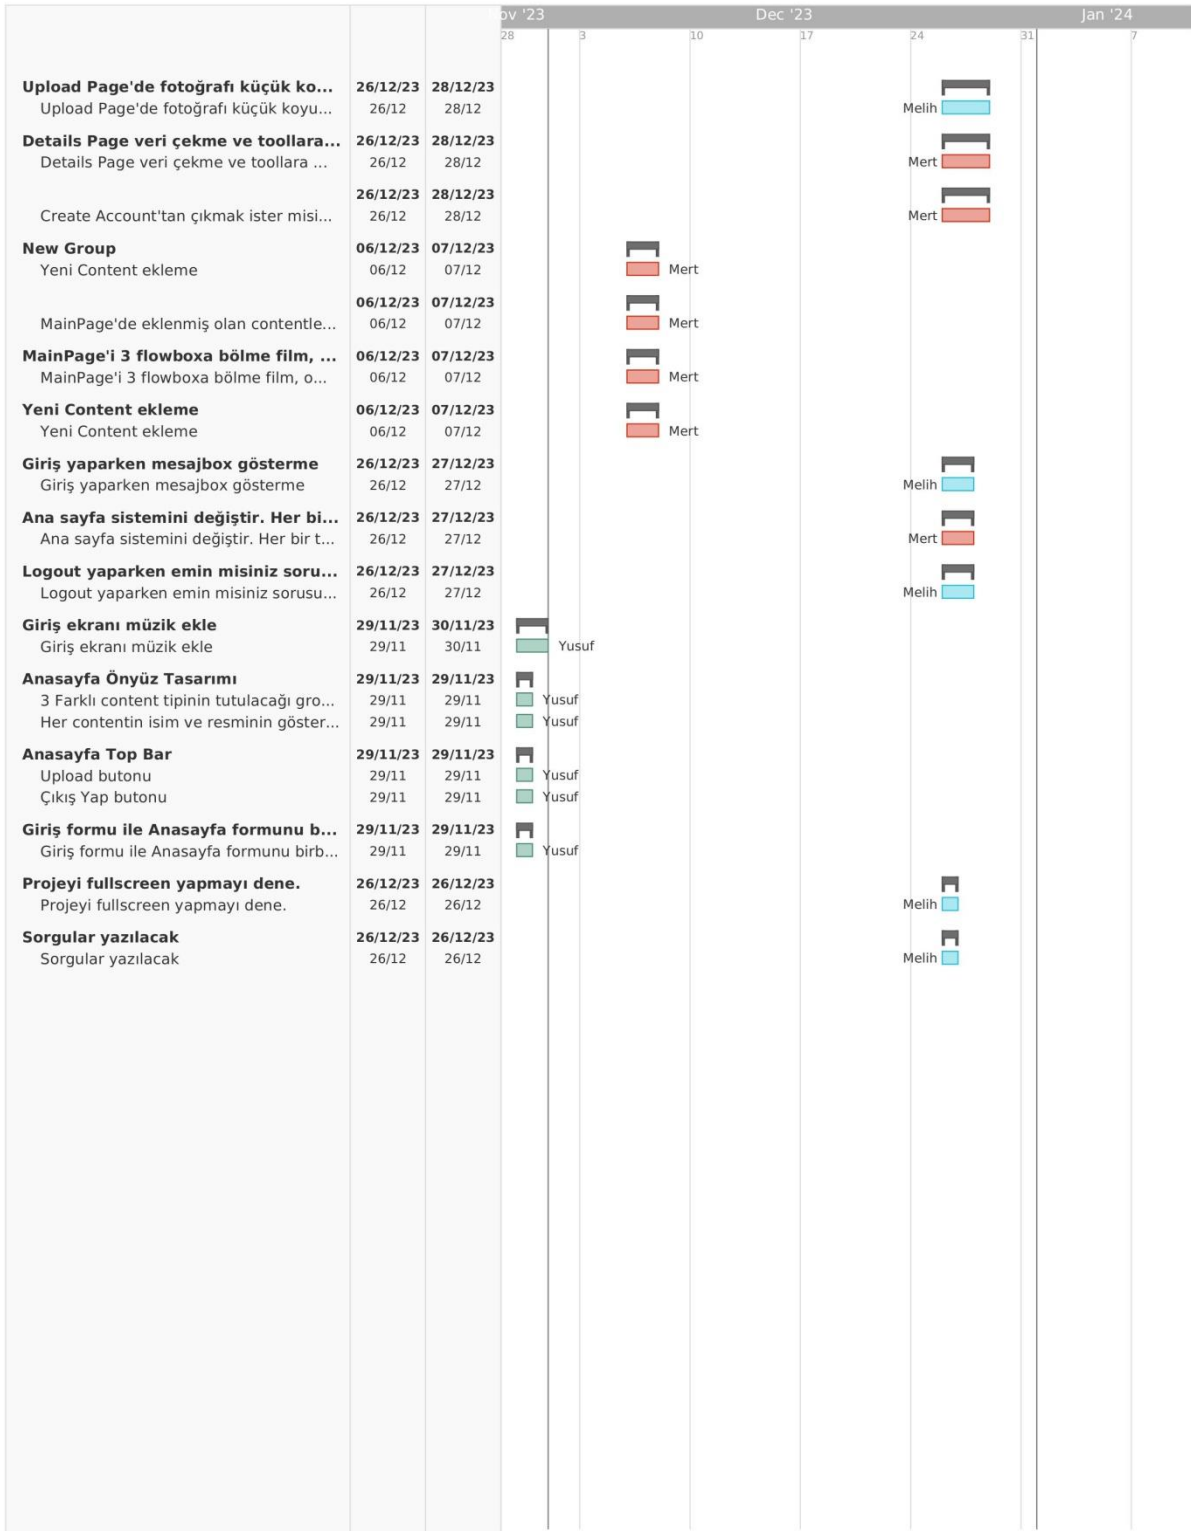 ov '23 Dec '23 Jan '24
28 3 10 17 24 31 7
Upload Page'de fotoğrafı küçük ko... 26/12/23 28/12/23
Upload Page'de fotoğrafı küçük koyu... 26/12 28/12 Melih
Details Page veri çekme ve toollara... 26/12/23 28/12/23
Details Page veri çekme ve toollara ... 26/12 28/12 Mert
26/12/23 28/12/23
Create Account'tan çıkmak ister misi... 26/12 28/12 Mert
New Group 06/12/23 07/12/23
Yeni Content ekleme 06/12 07/12 Mert
06/12/23 07/12/23
MainPage'de eklenmiş olan contentle... 06/12 07/12 Mert
MainPage'i 3 flowboxa bölme film, ... 06/12/23 07/12/23
MainPage'i 3 flowboxa bölme film, o... 06/12 07/12 Mert
Yeni Content ekleme 06/12/23 07/12/23
Yeni Content ekleme 06/12 07/12 Mert
Giriş yaparken mesajbox gösterme 26/12/23 27/12/23
Giriş yaparken mesajbox gösterme 26/12 27/12 Melih
Ana sayfa sistemini değiştir. Her bi... 26/12/23 27/12/23
Ana sayfa sistemini değiştir. Her bir t... 26/12 27/12 Mert
Logout yaparken emin misiniz soru... 26/12/23 27/12/23
Logout yaparken emin misiniz sorusu... 26/12 27/12 Melih
Giriş ekranı müzik ekle 29/11/23 30/11/23
Giriş ekranı müzik ekle 29/11 30/11 Yusuf
Anasayfa Önyüz Tasarımı 29/11/23 29/11/23
3 Farklı content tipinin tutulacağı gro... 29/11 29/11 Yusuf
Her contentin isim ve resminin göster... 29/11 29/11 Yusuf
Anasayfa Top Bar 29/11/23 29/11/23
Upload butonu 29/11 29/11 Yusuf
Çıkış Yap butonu 29/11 29/11 Yusuf
Giriş formu ile Anasayfa formunu b... 29/11/23 29/11/23
Giriş formu ile Anasayfa formunu birb... 29/11 29/11 Yusuf
Projeyi fullscreen yapmayı dene. 26/12/23 26/12/23
Projeyi fullscreen yapmayı dene. 26/12 26/12 Melih
Sorgular yazılacak 26/12/23 26/12/23
Sorgular yazılacak 26/12 26/12 Melih